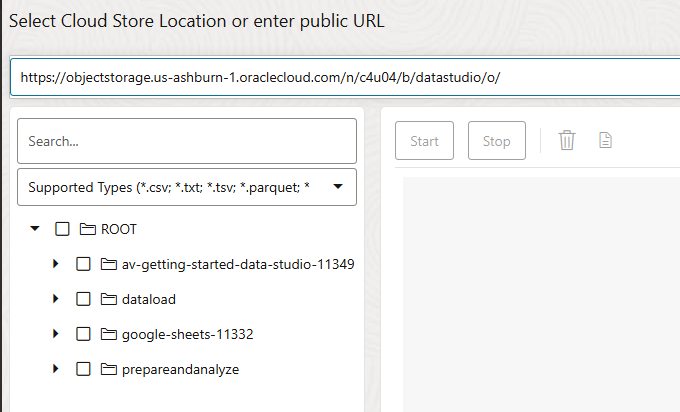 Select Cloud Store Location or enter public URL
https://objectstorage.us-ashburn-1.oraclecloud.com/n/c4u04/b/datastudio/o/
Search...
Start
Stop
Supported Types (*.csv; *.txt; *.tsv; *.parquet; *
ROOT
av-getting-started-data-studio-11349
dataload
google-sheets-11332
prepareandanalyze